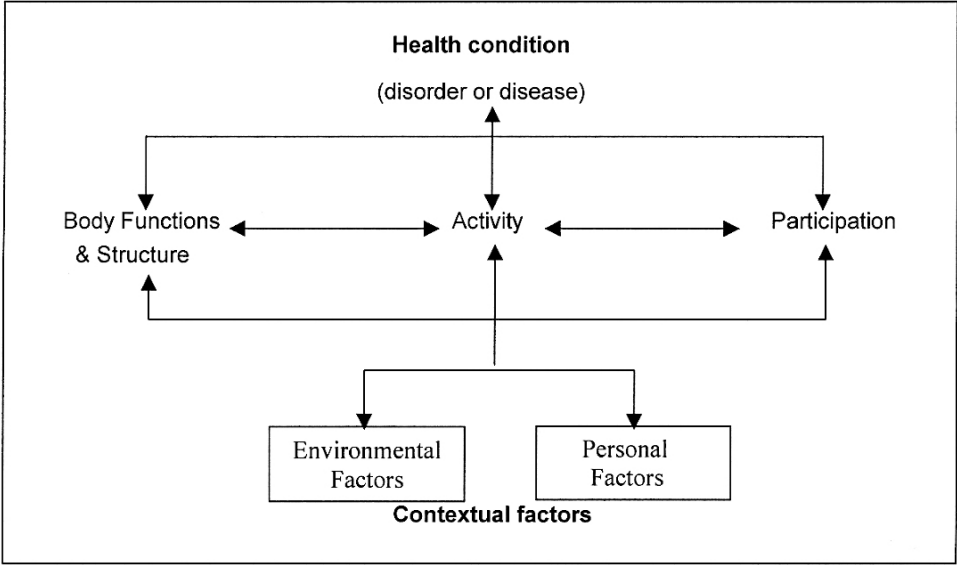 Health condition
(disorder or disease)
Body Functions
& Structure
Activity
Participation
Environmental
Factors
Personal
Factors
Contextual factors